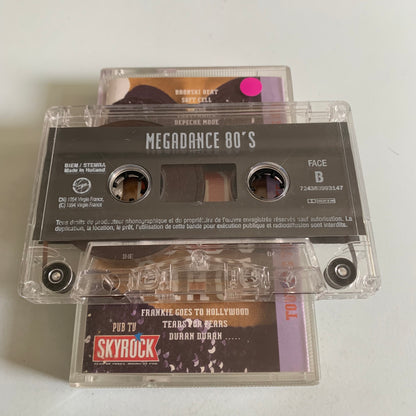 BRONSKI BEAT
SOFT CELL
DEPECHE MODE
MEGADANCE 80'S
BIEM / STEMRA
Made in Holland
Virgin
(P) 1994 Virgin France
(C) 1994 Virgin France
FACE
B
724383993147
Tous droits du producteur phonographique et du propriétaire de l'œuvre enregistrée réservés sauf autorisation. La
duplication, la location, le prêt, l'utilisation de cette bande pour exécution publique et radiodiffusion sont interdits.
FRANKIE GOES TO HOLLYWOOD
TEARS FOR FEARS
DURAN DURAN .....
PUB TV
SKYROCK